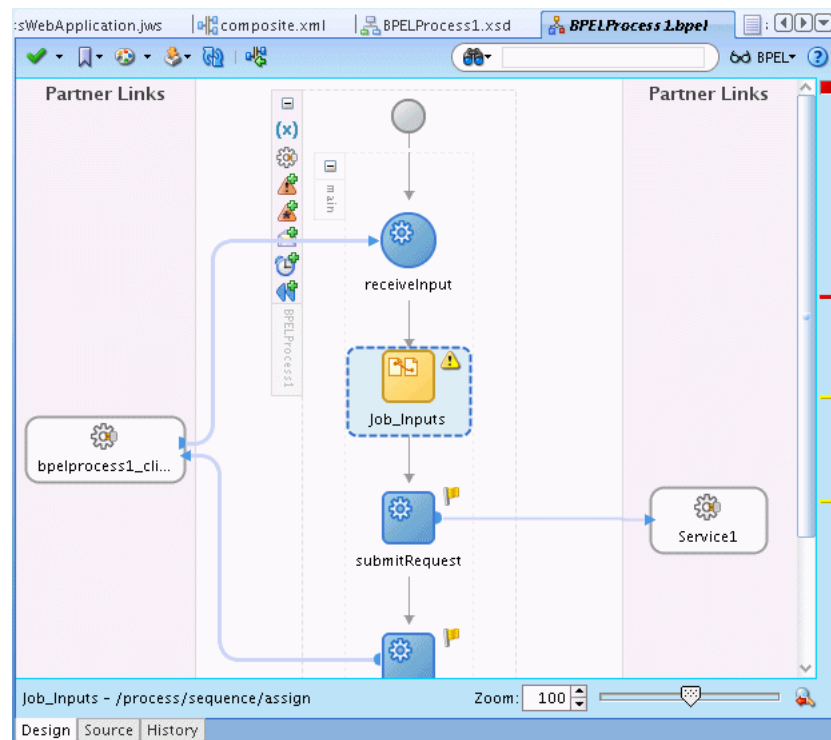 :sWebApplication.jws
composite.xml
BPELProcess1.xsd
BPELProcess1.bpel
BPEL
Partner Links
Partner Links
(x)
main
receiveInput
BPELProcess1
Job_Inputs
bpelprocess1_cli...
submitRequest
Service1
Job_Inputs - /process/sequence/assign
Zoom: 100
Design Source History